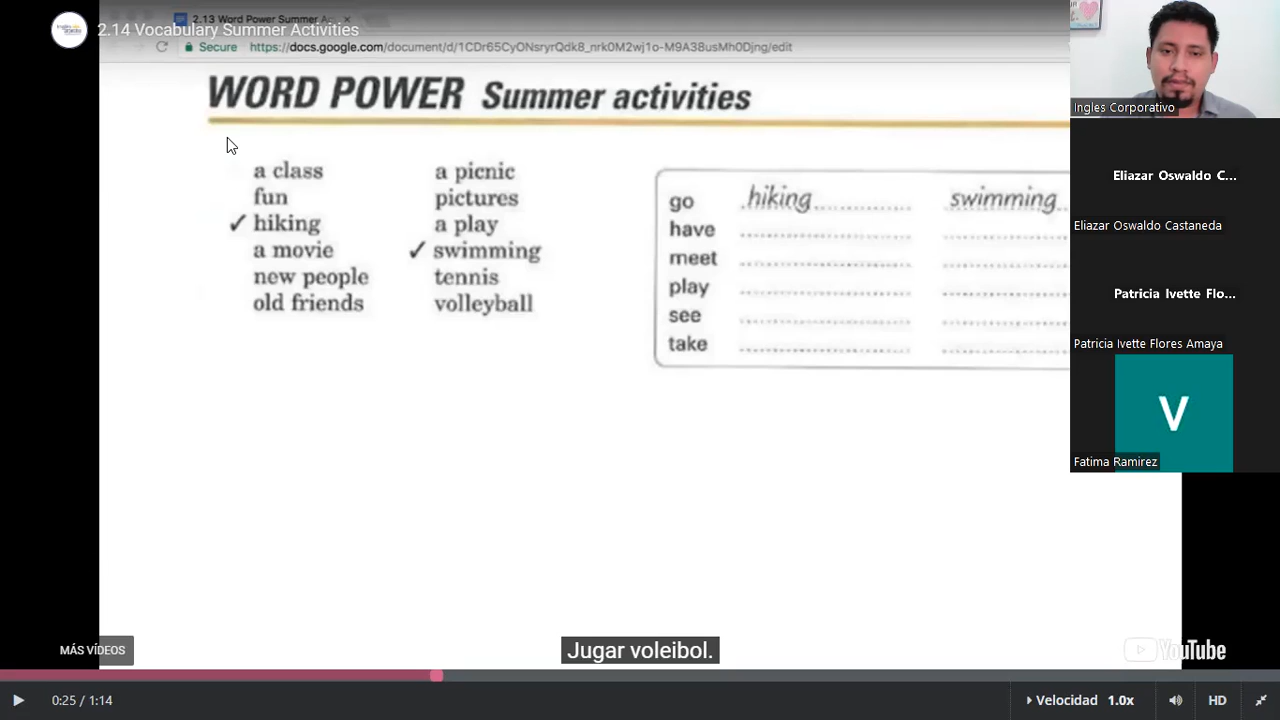 2.13 Word Power Summer A
2.14 Vocabulary Summer Activities
Secure https://docs.google.com/document/d/1CDr65CyONsryrQdk8_nrk0M2wj1o-M9A38usMh0Djng/edit
WORD POWER Summer activities
a class
fun
✓ hiking
a movie
new people
old friends
a picnic
pictures
a play
✓ swimming
tennis
volleyball
go hiking swimming
have
meet
play
see
take
Ingles Corporativo
Eliazar Oswaldo C...
Eliazar Oswaldo Castaneda
Patricia Ivette Flo...
Patricia Ivette Flores Amaya
V
Fatima Ramirez
Jugar voleibol.
MÁS VÍDEOS
YouTube
0:25 / 1:14
Velocidad 1.0x
HD